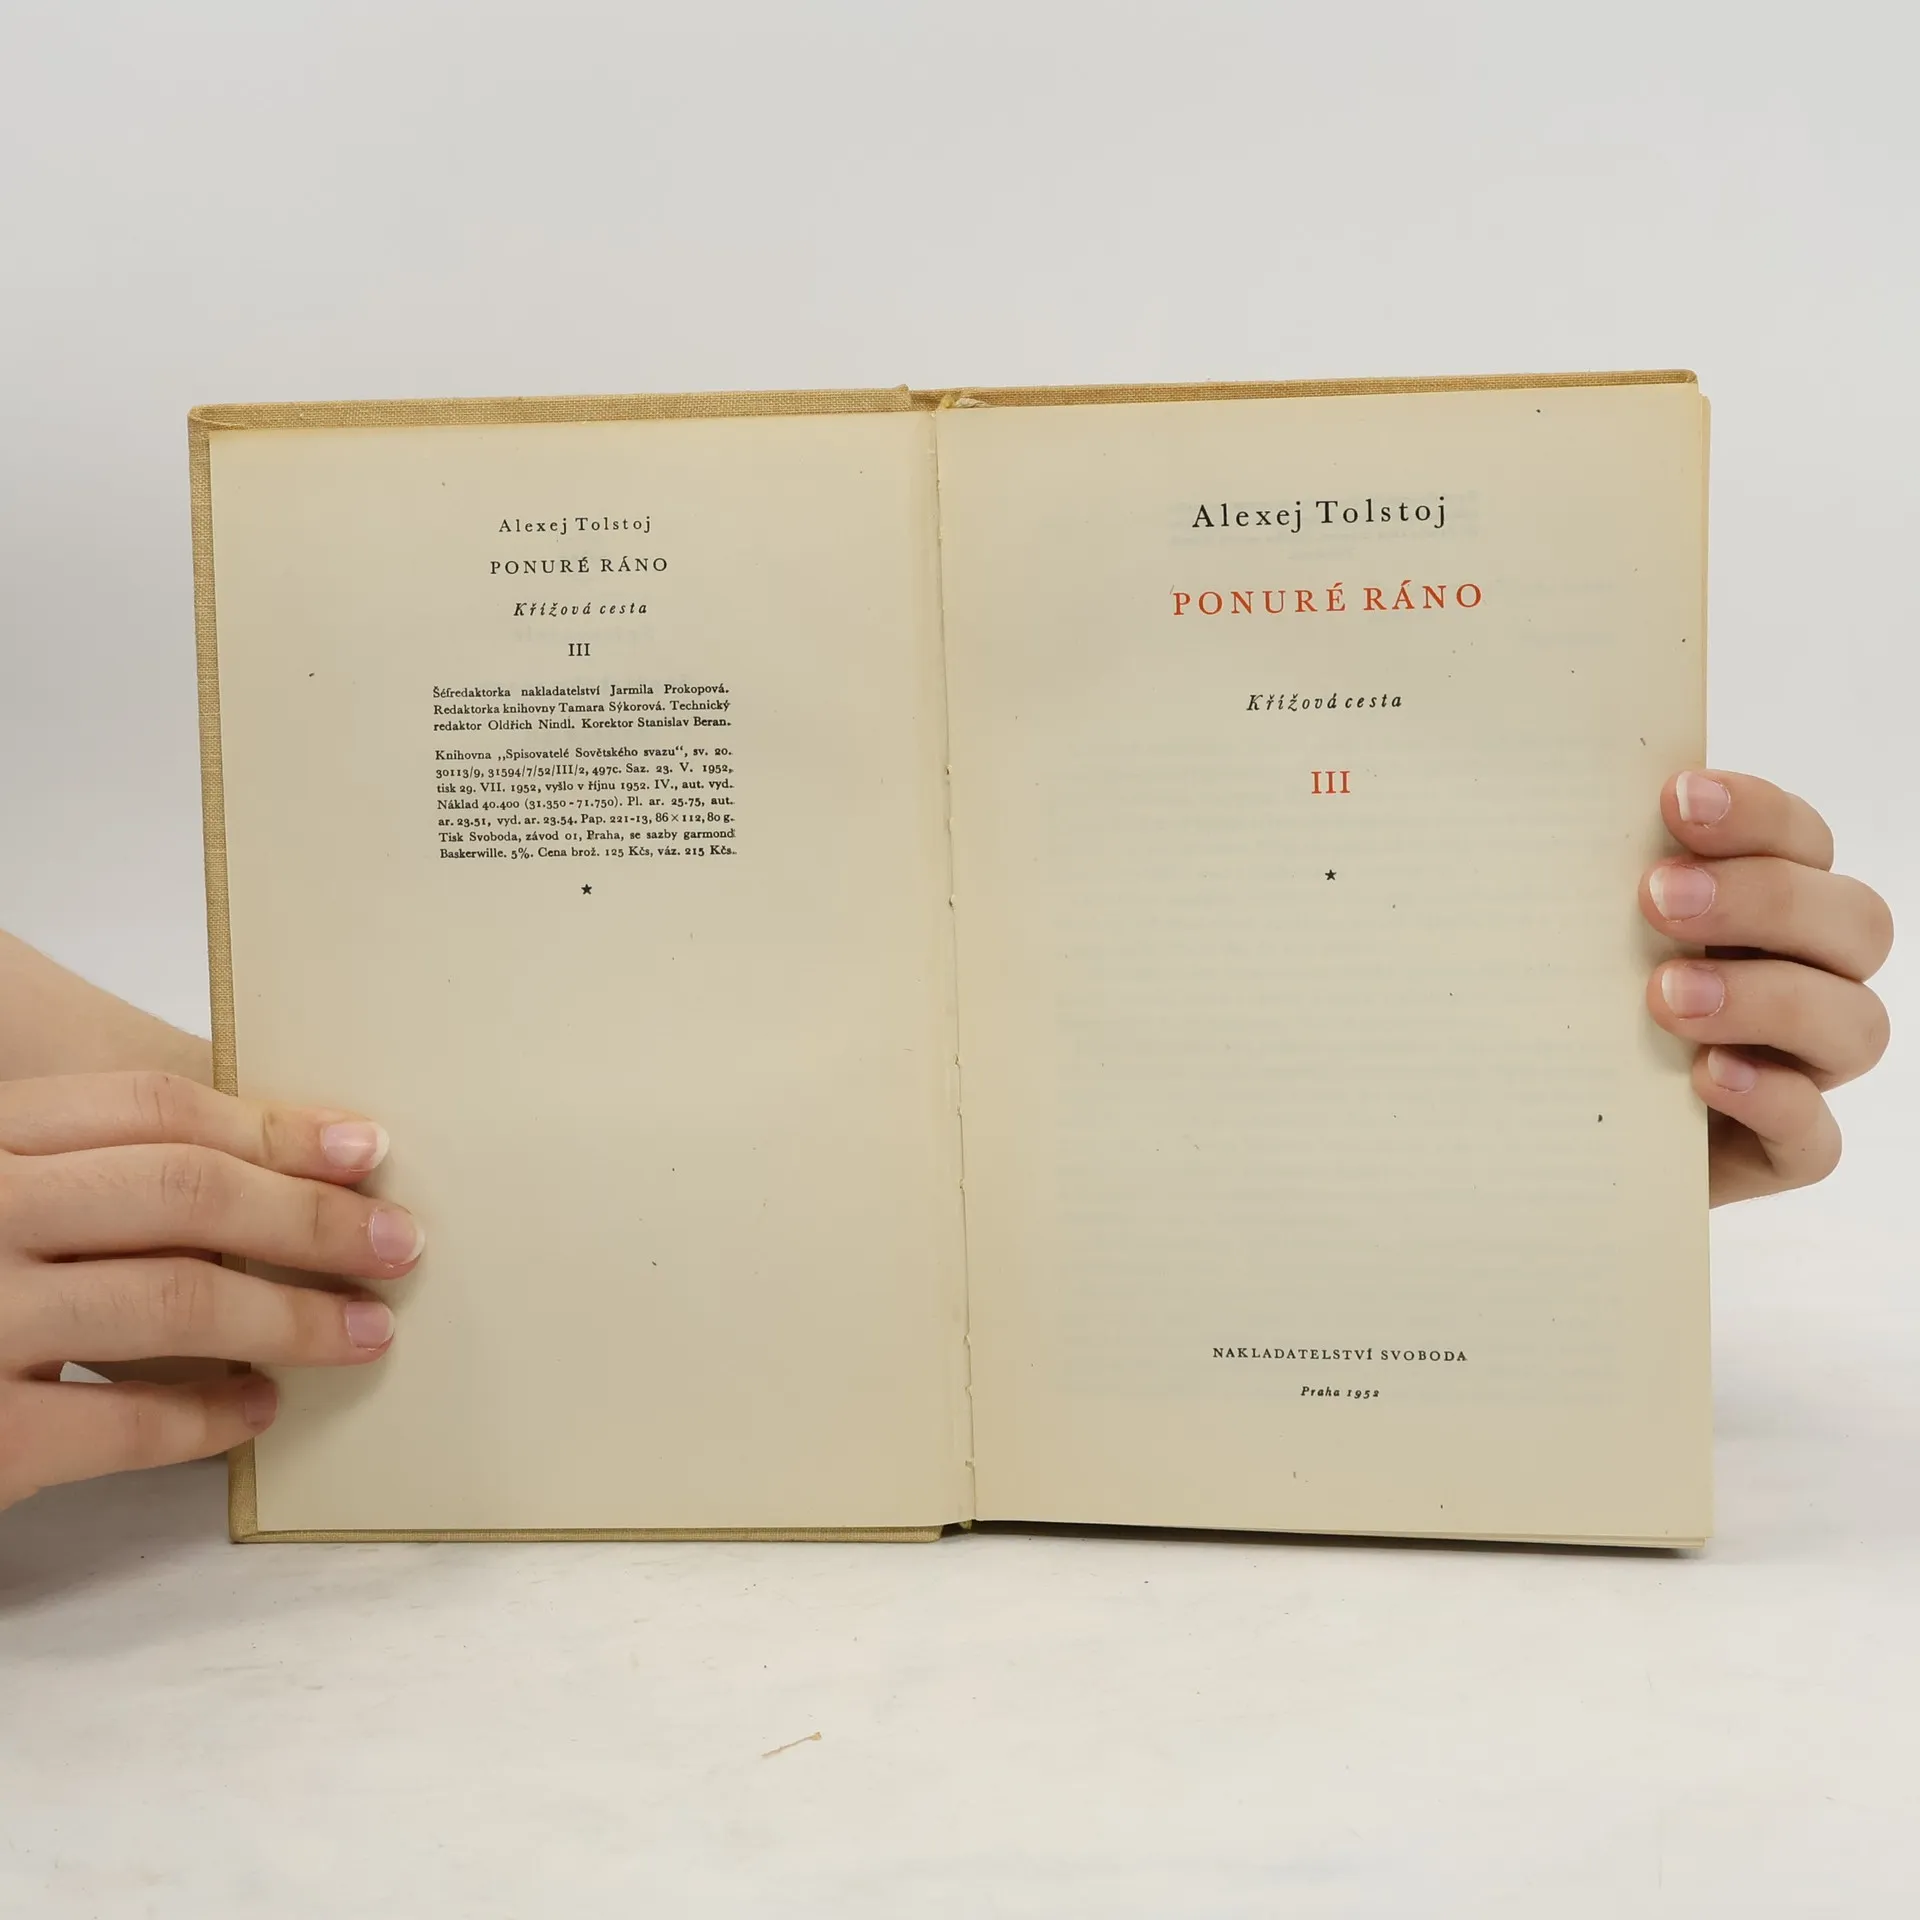 Alexej Tolstoj
PONURÉ RÁNO
Křížová cesta
III
Šéfredaktorka nakladatelství Jarmila Prokopová.
Redaktorka knihovny Tamara Sýkorová. Technický
redaktor Oldřich Nindl. Korektor Stanislav Beran.
Knihovna „Spisovatelé Sovětského svazu“, sv. 20.
30113/9, 31594/7/52/III/2, 497c. Saz. 23. V. 1952,
tisk 29. VII. 1952, vyšlo v říjnu 1952. IV., aut. vyd.
Náklad 40.400 (31.350-71.750). Pl. ar. 25.75, aut.
ar. 23.51, vyd. ar. 23.54. Pap. 221-13, 86×112, 80 g.
Tisk Svoboda, závod 01, Praha, se sazby garmond
Baskerwille. 5%. Cena brož. 125 Kčs, váz. 215 Kčs.
★
Alexej Tolstoj
PONURÉ RÁNO
Křížová cesta
III
★
NAKLADATELSTVÍ SVOBODA
Praha 1952